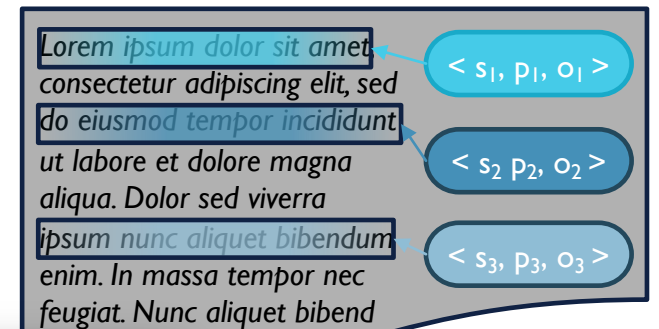 Lorem ipsum dolor sit amet
consectetur adipiscing elit, sed
do eiusmod tempor incididunt
ut labore et dolore magna
aliqua. Dolor sed viverra
ipsum nunc aliquet bibendum
enim. In massa tempor nec
feugiat. Nunc aliquet bibend
< s₁, p₁, o₁ >
< s₂ p₂, o₂ >
< s₃, p₃, o₃ >